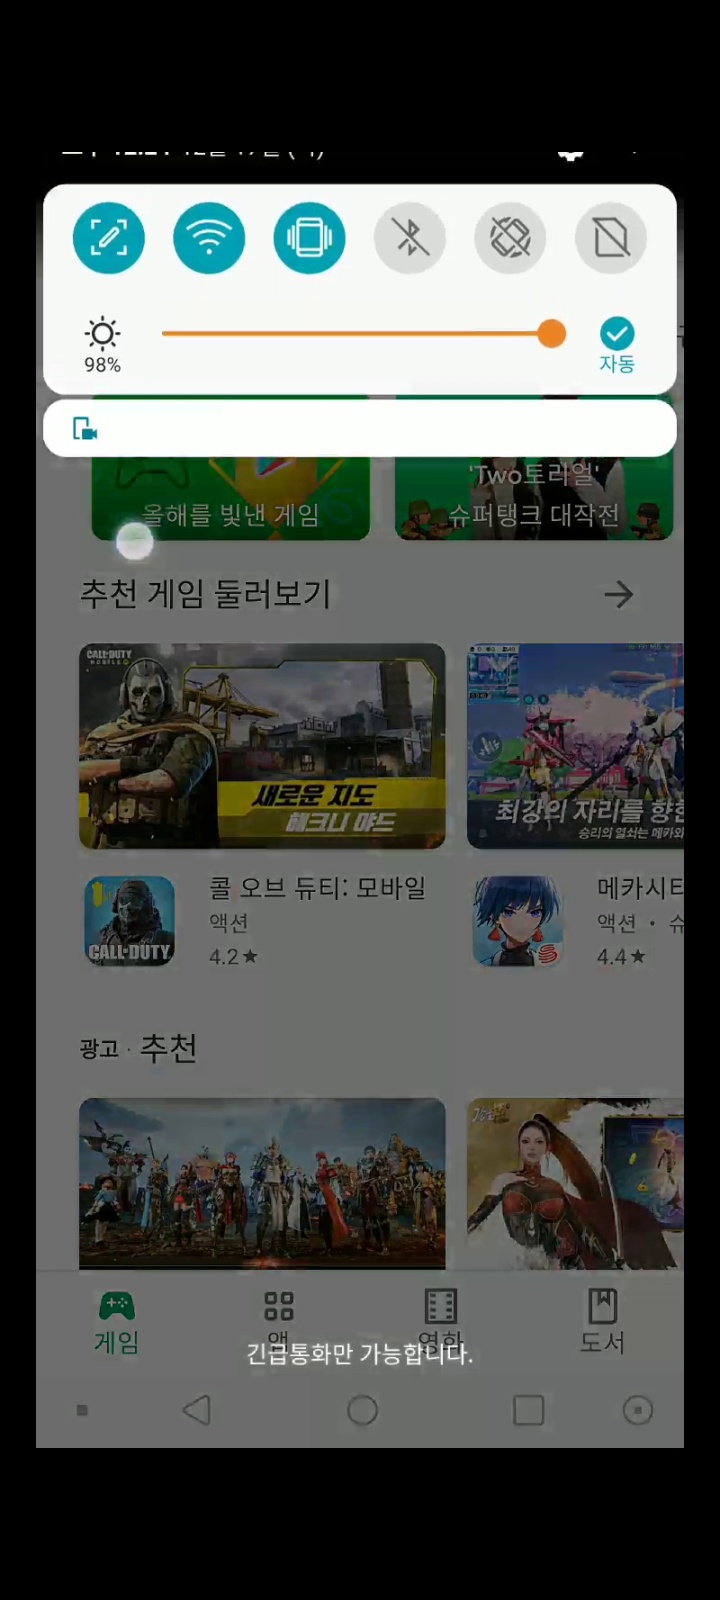 98%
자동
'Two토리얼'
올해를 빛낸 게임
슈퍼탱크 대작전
추천 게임 둘러보기
CALL·DUTY
MOBILE
새로운 지도
해크니 야드
최강의 자리를 향한
승리의 열쇠는 메카와
콜 오브 듀티: 모바일
액션
4.2★
CALL·DUTY
메카시티
액션 · 슈
4.4★
광고 · 추천
게임
앱
영화
도서
긴급통화만 가능합니다.